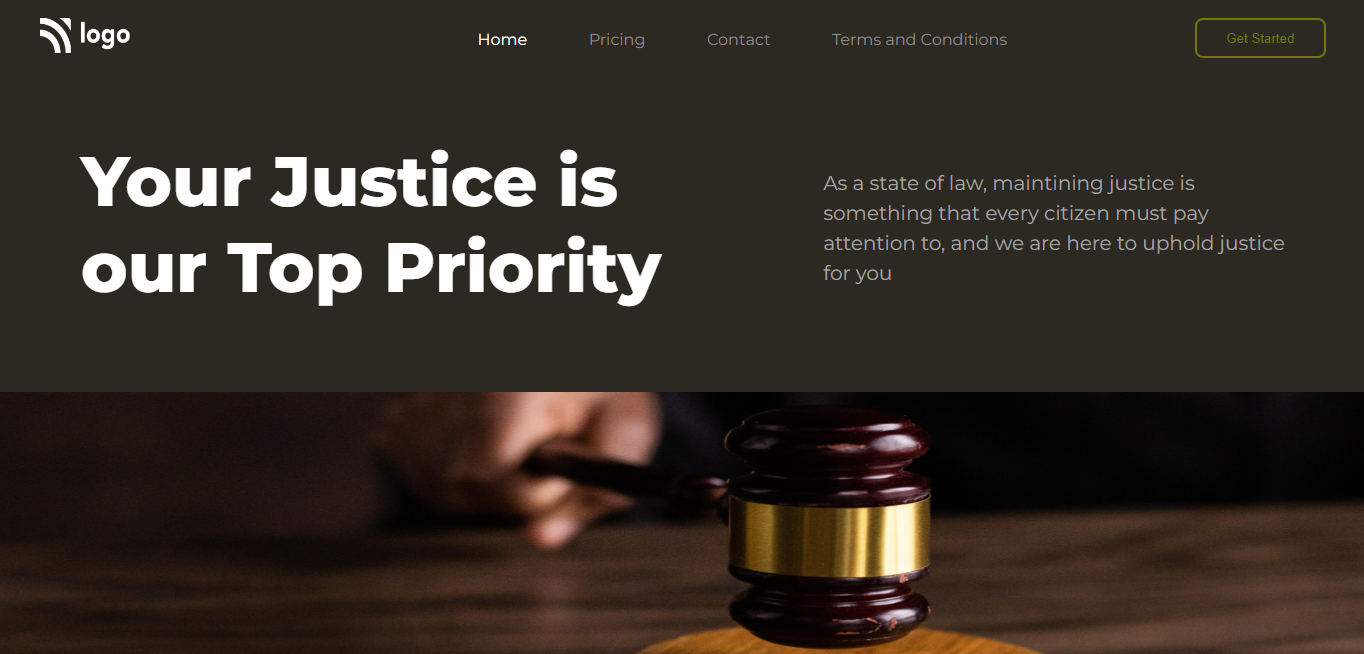 logo
Home
Pricing
Contact
Terms and Conditions
Get Started
Your Justice is
our Top Priority
As a state of law, maintining justice is
something that every citizen must pay
attention to, and we are here to uphold justice
for you